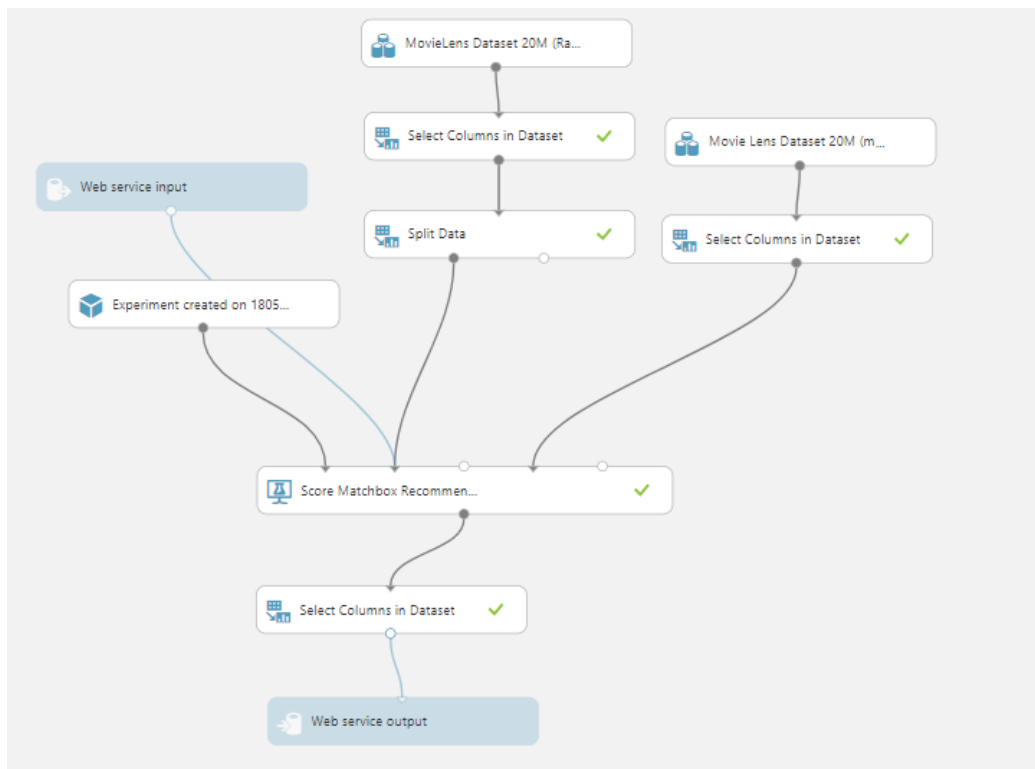 MovieLens Dataset 20M (Ra...
Select Columns in Dataset
Movie Lens Dataset 20M (m...
Web service input
Split Data
Select Columns in Dataset
Experiment created on 1805...
Score Matchbox Recommen...
Select Columns in Dataset
Web service output